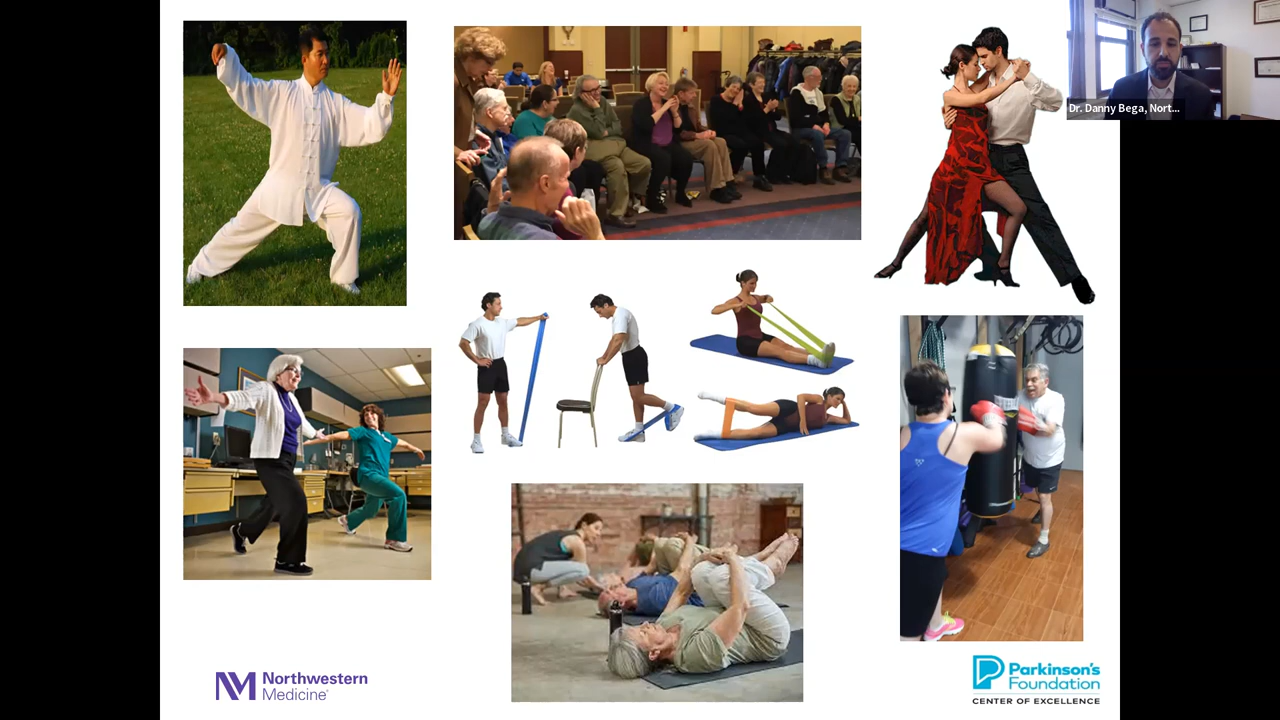 Dr. Danny Bega, Nort...
Northwestern
Medicine®
Parkinson's
Foundation
CENTER OF EXCELLENCE